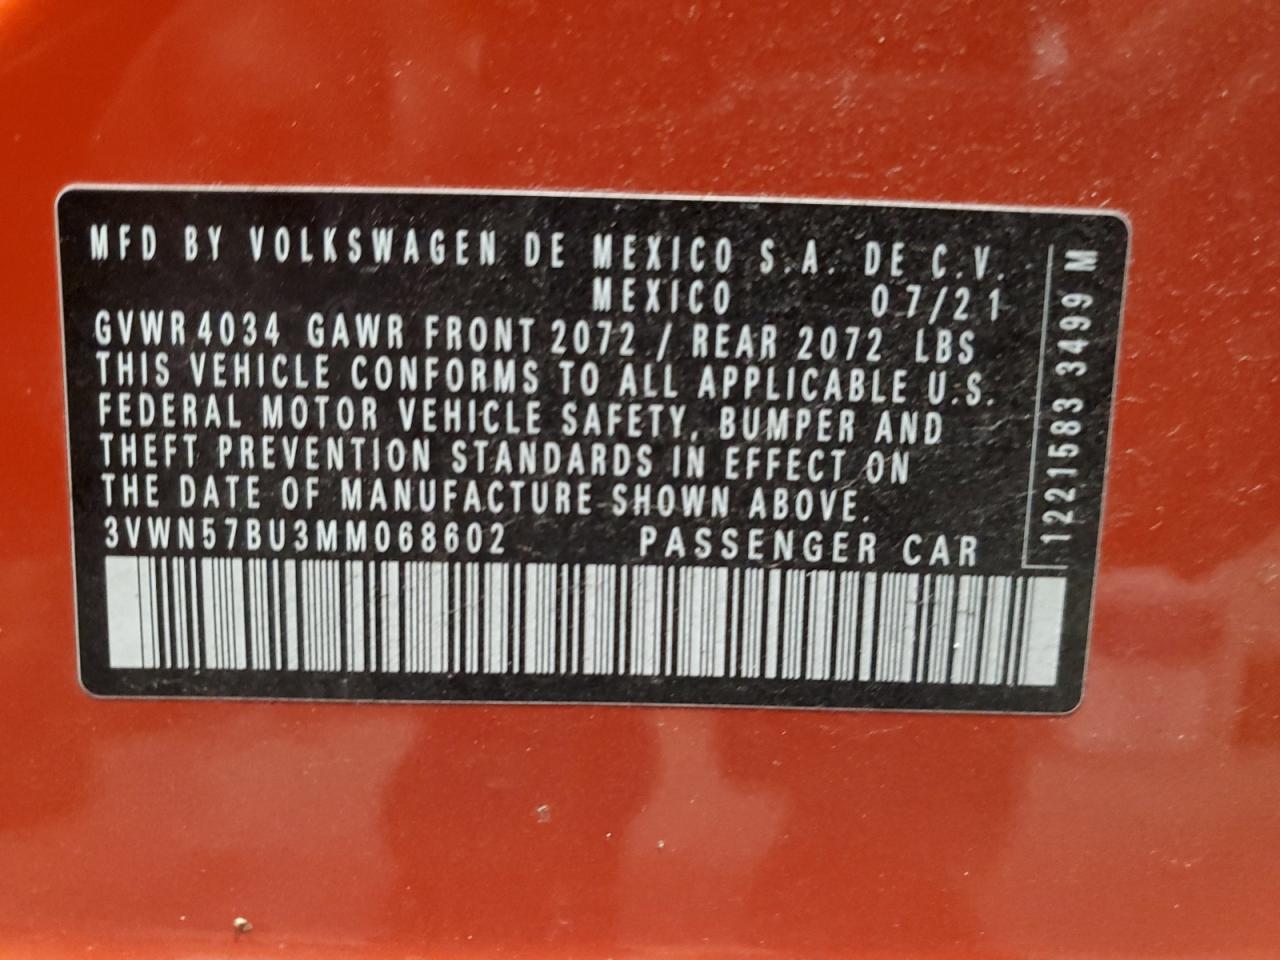 MFD BY VOLKSWAGEN DE MEXICO S.A. DE C.V.
MEXICO 07/21
GVWR 4034 GAWR FRONT 2072 / REAR 2072 LBS
THIS VEHICLE CONFORMS TO ALL APPLICABLE U.S.
FEDERAL MOTOR VEHICLE SAFETY, BUMPER AND
THEFT PREVENTION STANDARDS IN EFFECT ON
THE DATE OF MANUFACTURE SHOWN ABOVE.
3VWN57BU3MM068602 PASSENGER CAR
1221583 3499 M